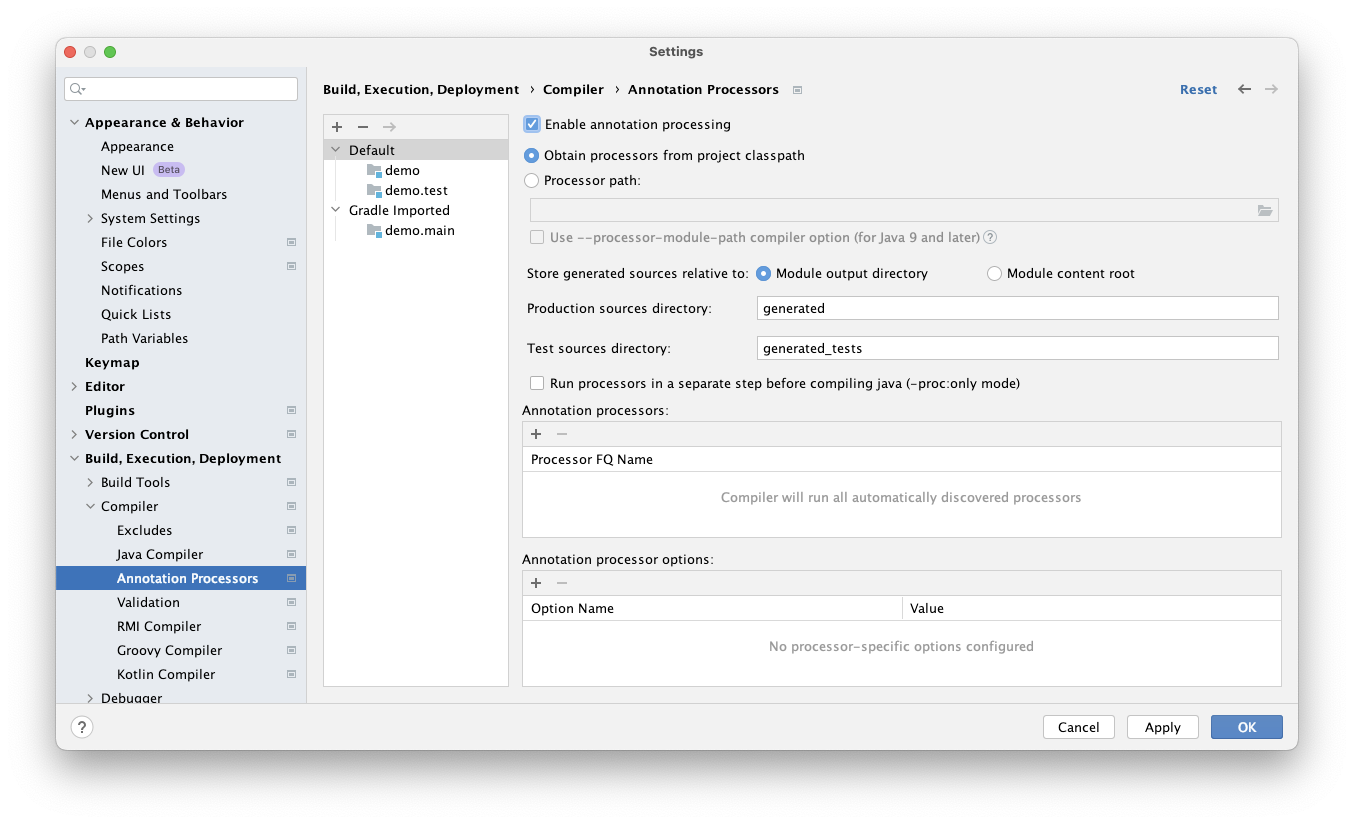 Settings
Appearance & Behavior
Appearance
New UI Beta
Menus and Toolbars
System Settings
File Colors
Scopes
Notifications
Quick Lists
Path Variables
Keymap
Editor
Plugins
Version Control
Build, Execution, Deployment
Build Tools
Compiler
Excludes
Java Compiler
Annotation Processors
Validation
RMI Compiler
Groovy Compiler
Kotlin Compiler
Debugger
Build, Execution, Deployment › Compiler › Annotation Processors
Reset
Default
demo
demo.test
Gradle Imported
demo.main
Enable annotation processing
Obtain processors from project classpath
Processor path:
Use --processor-module-path compiler option (for Java 9 and later) ?
Store generated sources relative to: Module output directory Module content root
Production sources directory: generated
Test sources directory: generated_tests
Run processors in a separate step before compiling java (-proc:only mode)
Annotation processors:
Processor FQ Name
Compiler will run all automatically discovered processors
Annotation processor options:
Option Name Value
No processor-specific options configured
? Cancel Apply OK